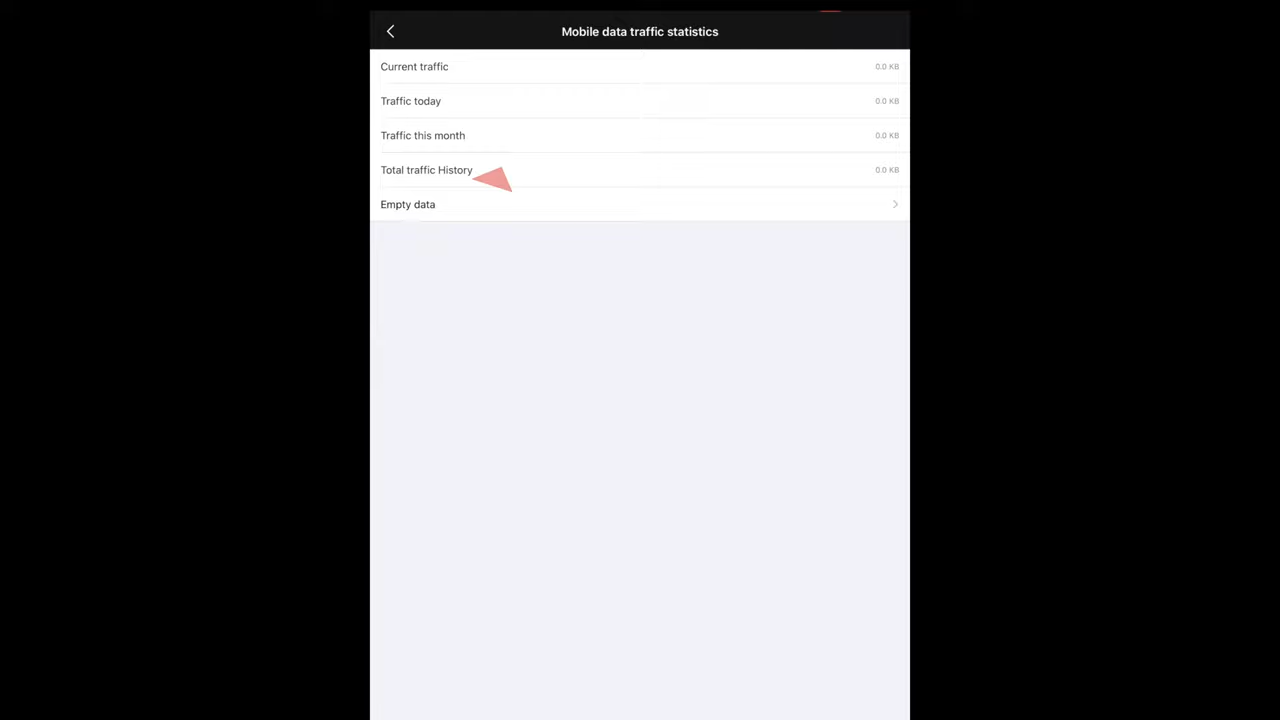 Mobile data traffic statistics
Current traffic 0.0 KB
Traffic today 0.0 KB
Traffic this month 0.0 KB
Total traffic History 0.0 KB
Empty data